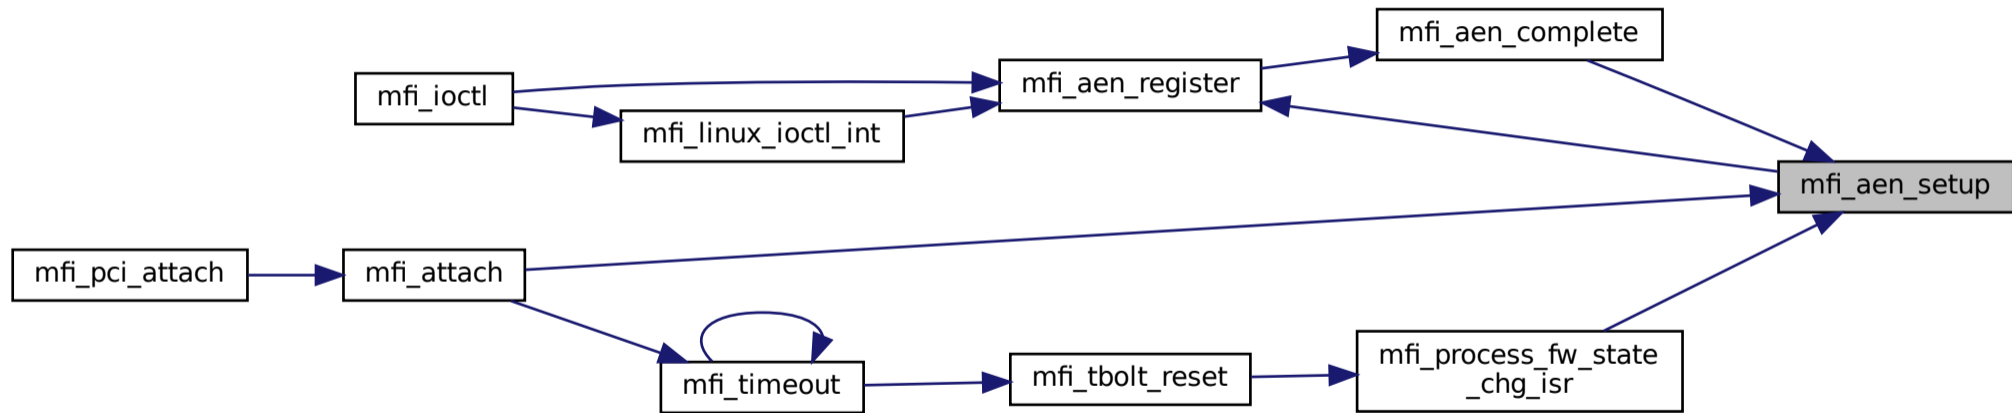 mfi_aen_complete
mfi_aen_register
mfi_ioctl
mfi_linux_ioctl_int
mfi_aen_setup
mfi_pci_attach
mfi_attach
mfi_process_fw_state
_chg_isr
mfi_tbolt_reset
mfi_timeout